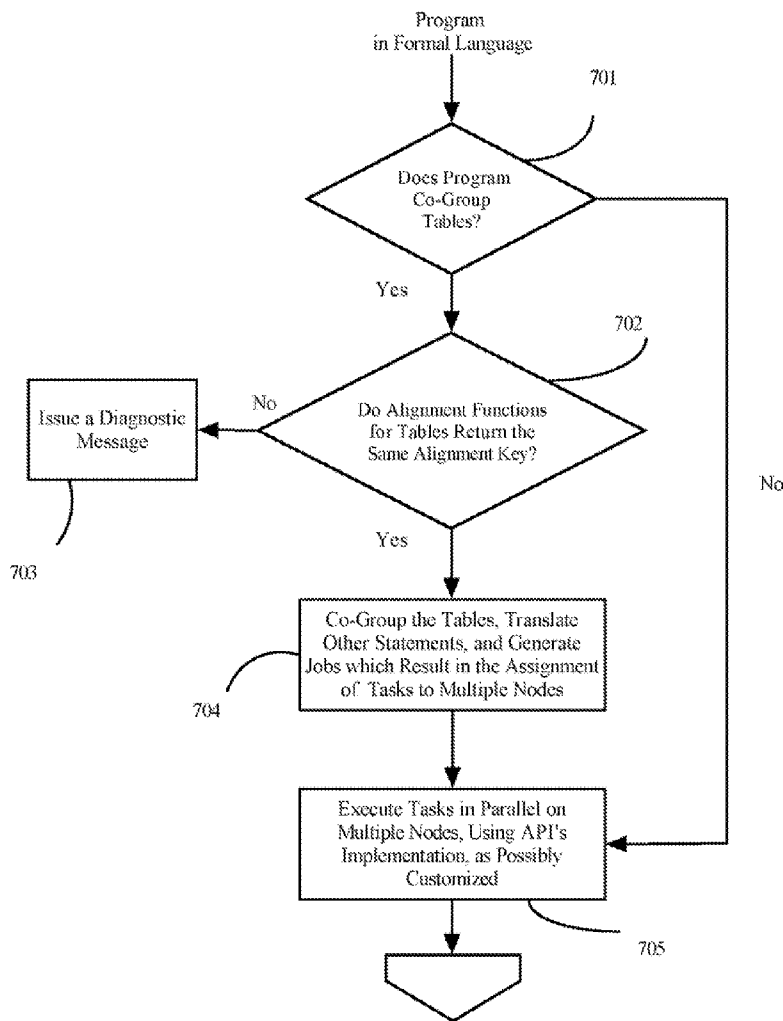 Program
in Formal Language
701
Does Program
Co-Group
Tables?
Yes
702
No
Issue a Diagnostic
Message
Do Alignment Functions
for Tables Return the
Same Alignment Key?
No
703
Yes
Co-Group the Tables, Translate
Other Statements, and Generate
Jobs which Result in the Assignment
of Tasks to Multiple Nodes
704
Execute Tasks in Parallel on
Multiple Nodes, Using API's
Implementation, as Possibly
Customized
705